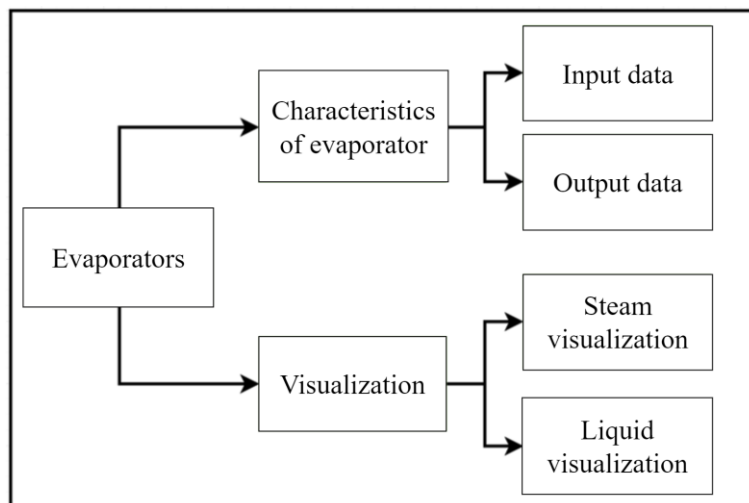 Evaporators
Characteristics
of evaporator
Input data
Output data
Visualization
Steam
visualization
Liquid
visualization